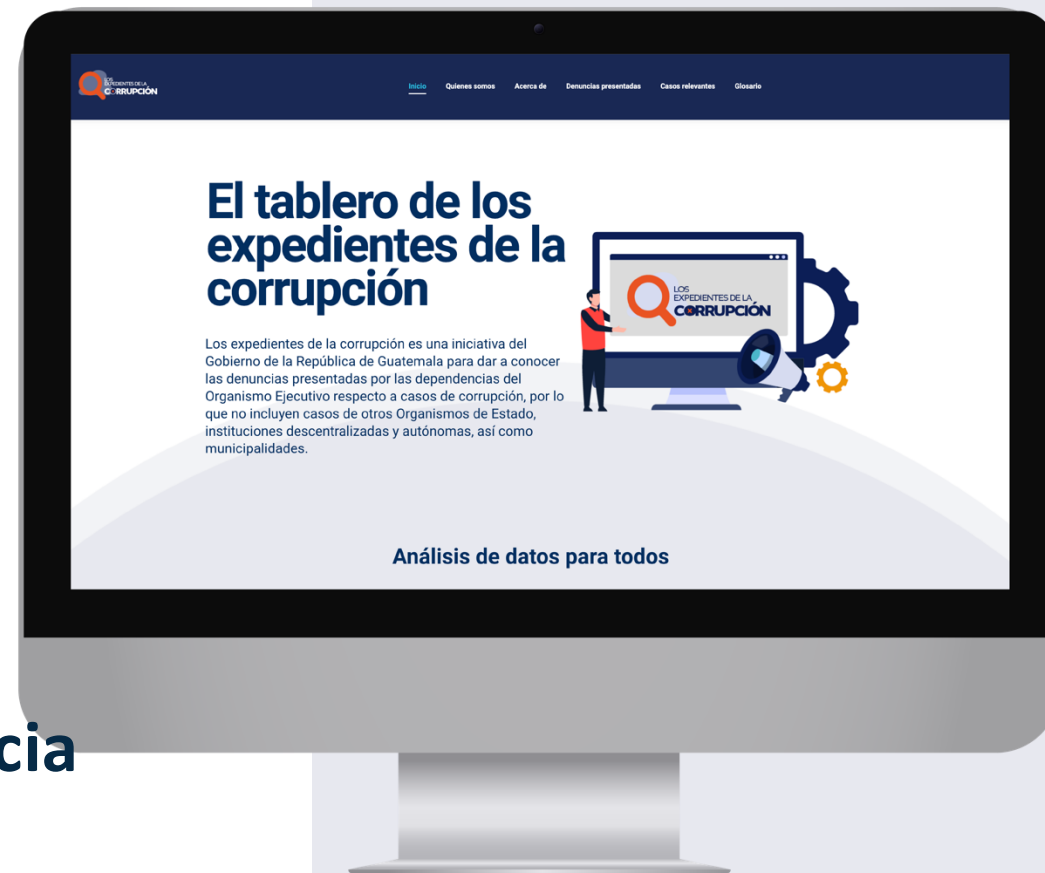 LOS
EXPEDIENTES DE LA
CORRUPCIÓN
Inicio
Quienes somos
Acerca de
Denuncias presentadas
Casos relevantes
Glosario
El tablero de los
expedientes de la
corrupción
LOS
EXPEDIENTES DE LA
CORRUPCIÓN
Los expedientes de la corrupción es una iniciativa del
Gobierno de la República de Guatemala para dar a conocer
las denuncias presentadas por las dependencias del
Organismo Ejecutivo respecto a casos de corrupción, por lo
que no incluyen casos de otros Organismos de Estado,
instituciones descentralizadas y autónomas, así como
municipalidades.
Análisis de datos para todos
cia